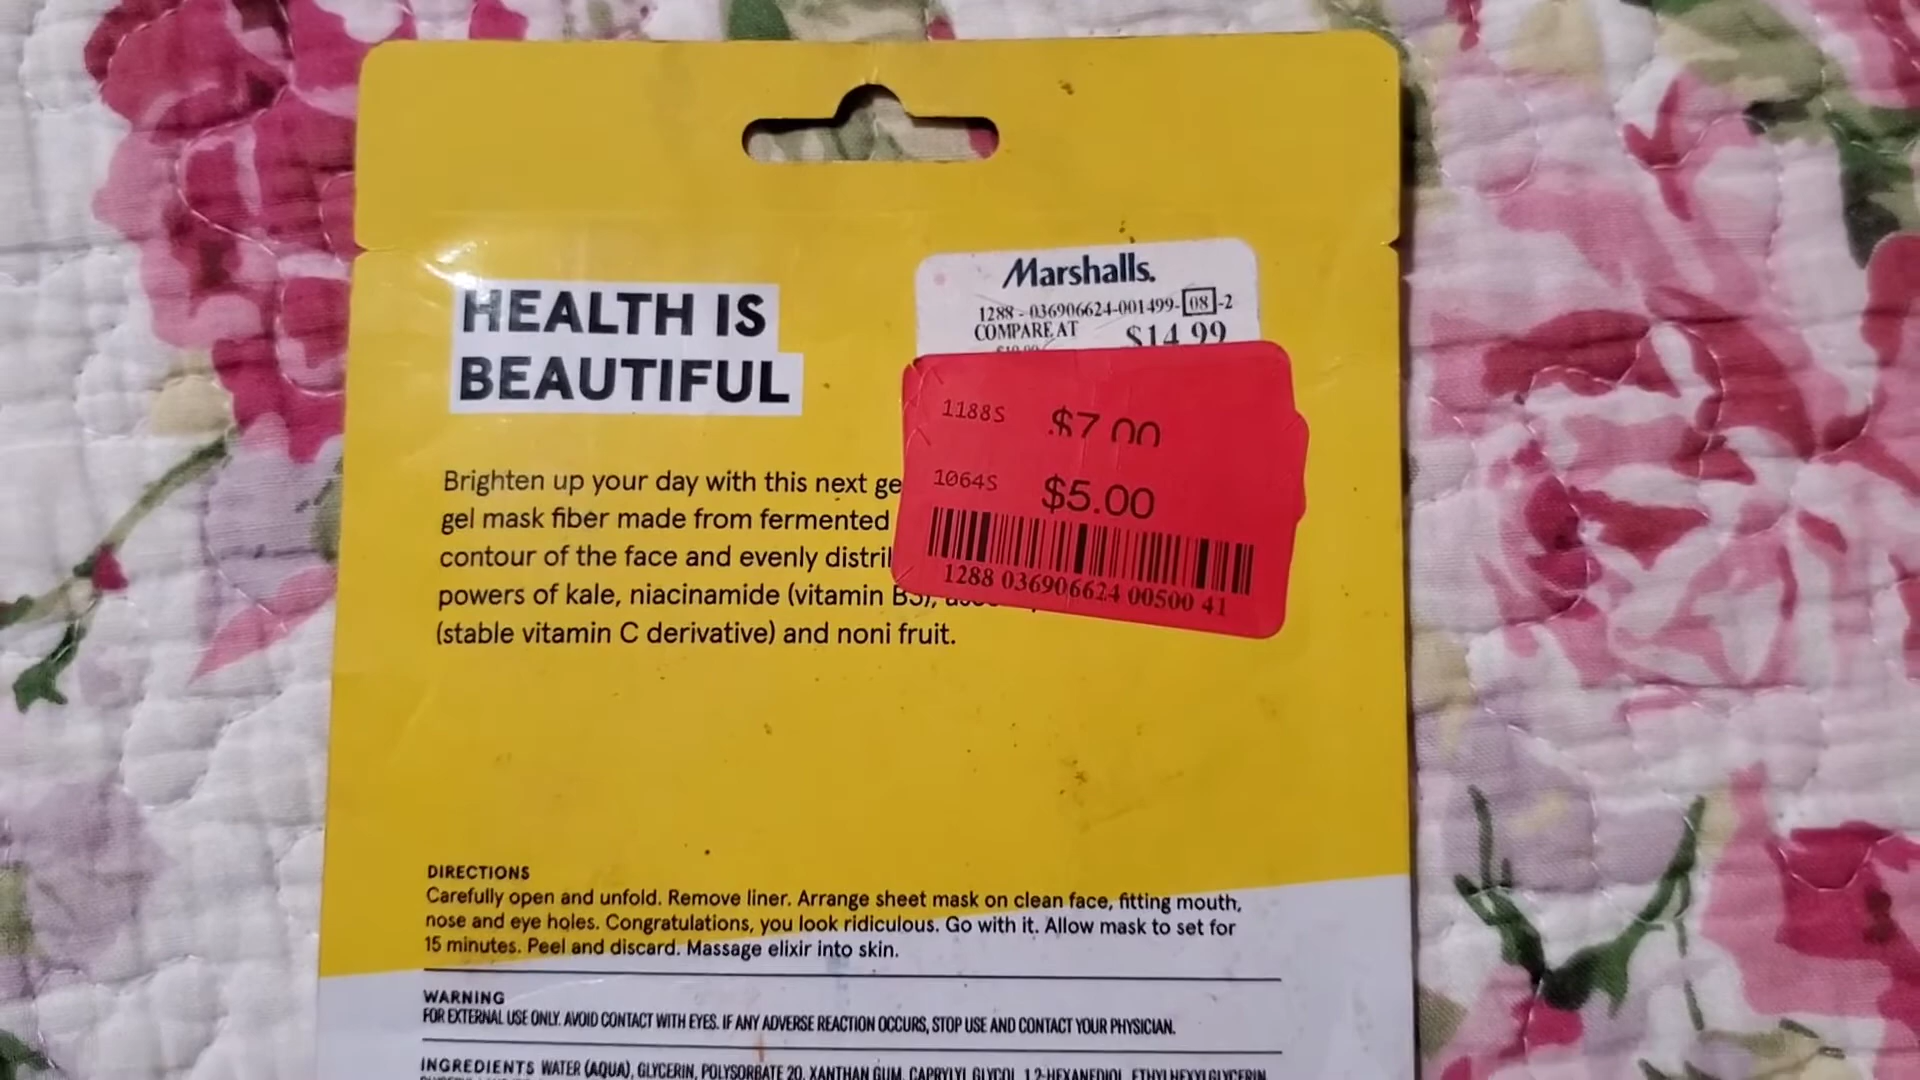 Marshalls.
1288 - 036906624-001499-08-2
COMPARE AT $14.99
1188S $7.00
1064S $5.00
1288 036906624 00500 41
HEALTH IS
BEAUTIFUL
Brighten up your day with this next ge
gel mask fiber made from fermented
contour of the face and evenly distri
powers of kale, niacinamide (vitamin B3),
(stable vitamin C derivative) and noni fruit.
DIRECTIONS
Carefully open and unfold. Remove liner. Arrange sheet mask on clean face, fitting mouth,
nose and eye holes. Congratulations, you look ridiculous. Go with it. Allow mask to set for
15 minutes. Peel and discard. Massage elixir into skin.
WARNING
FOR EXTERNAL USE ONLY. AVOID CONTACT WITH EYES. IF ANY ADVERSE REACTION OCCURS, STOP USE AND CONTACT YOUR PHYSICIAN.
INGREDIENTS WATER (AQUA), GLYCERIN, POLYSORBATE 20, XANTHAN GUM, CAPRYLYL GLYCOL, 1,2-HEXANEDIOL, ETHYLHEXYLGLYCERIN,